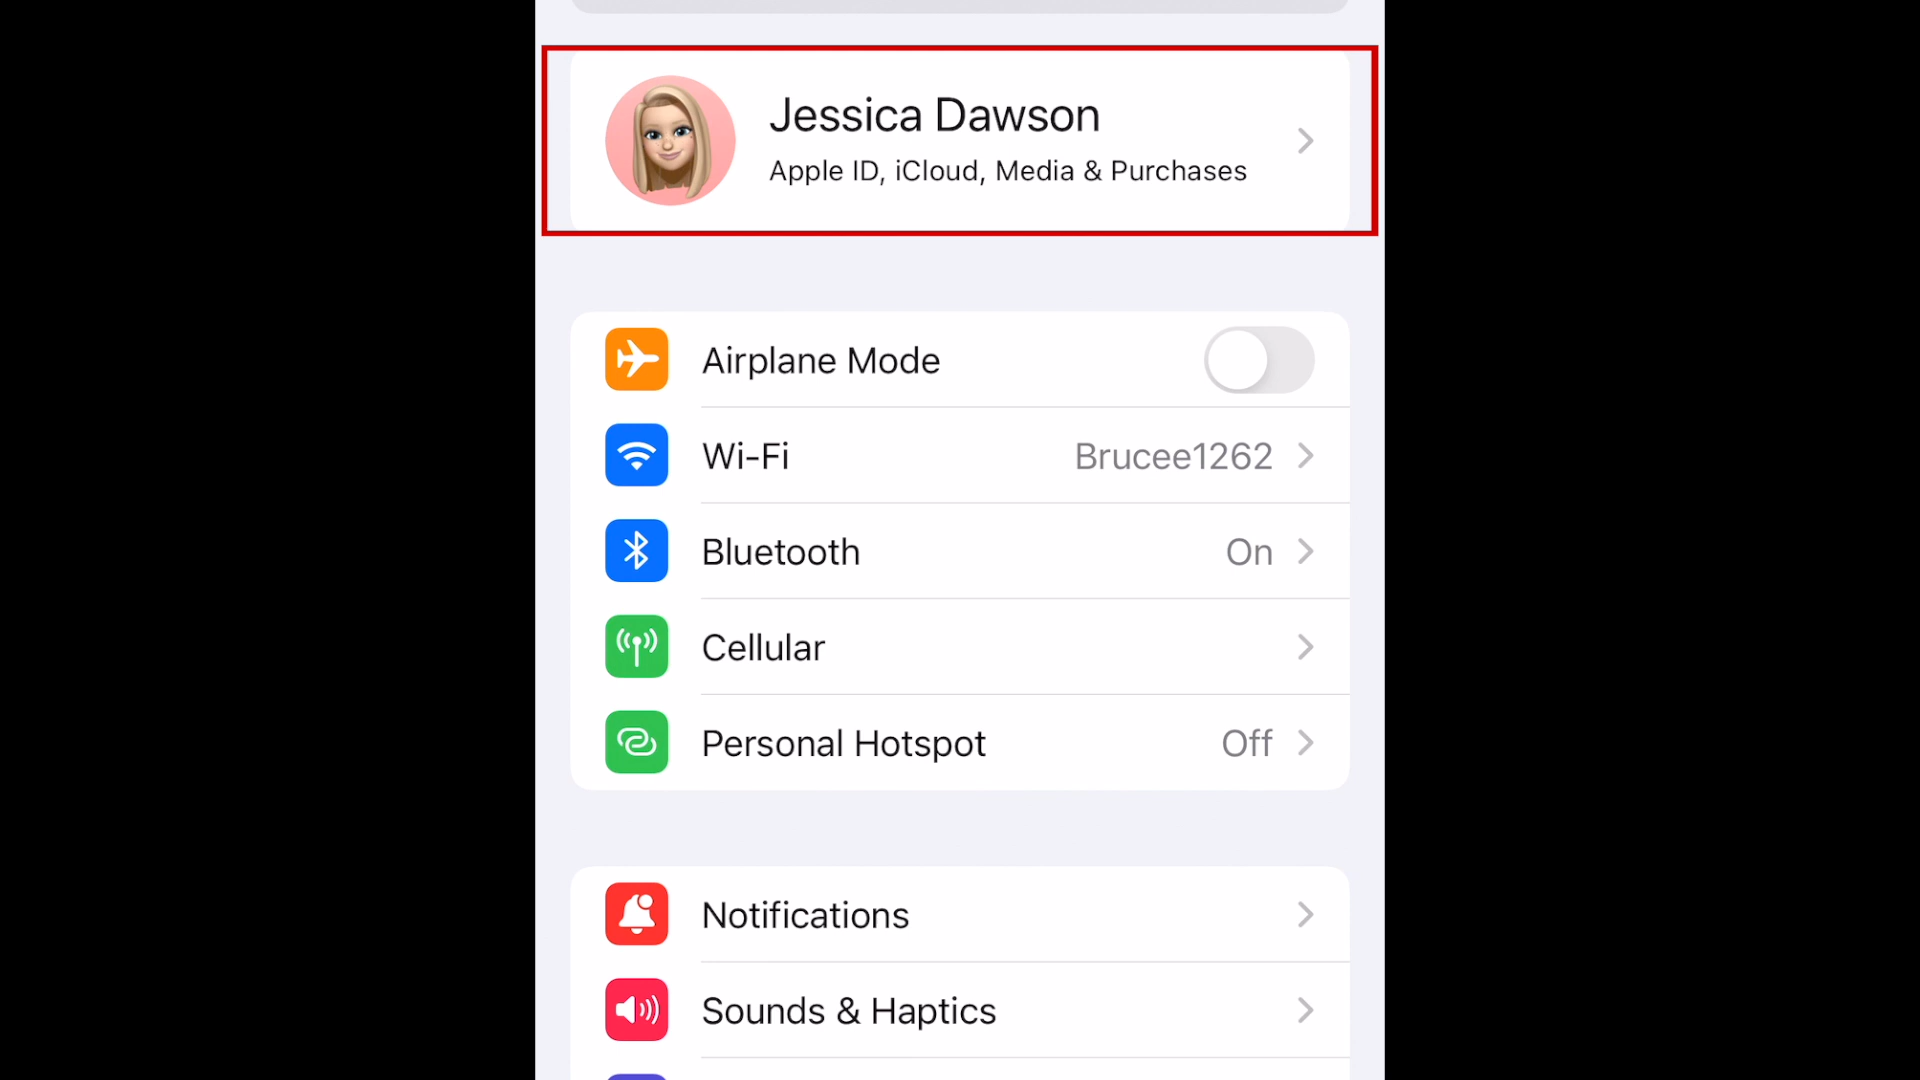 Jessica Dawson
Apple ID, iCloud, Media & Purchases
Airplane Mode
Wi-Fi Brucee1262
Bluetooth On
Cellular
Personal Hotspot Off
Notifications
Sounds & Haptics